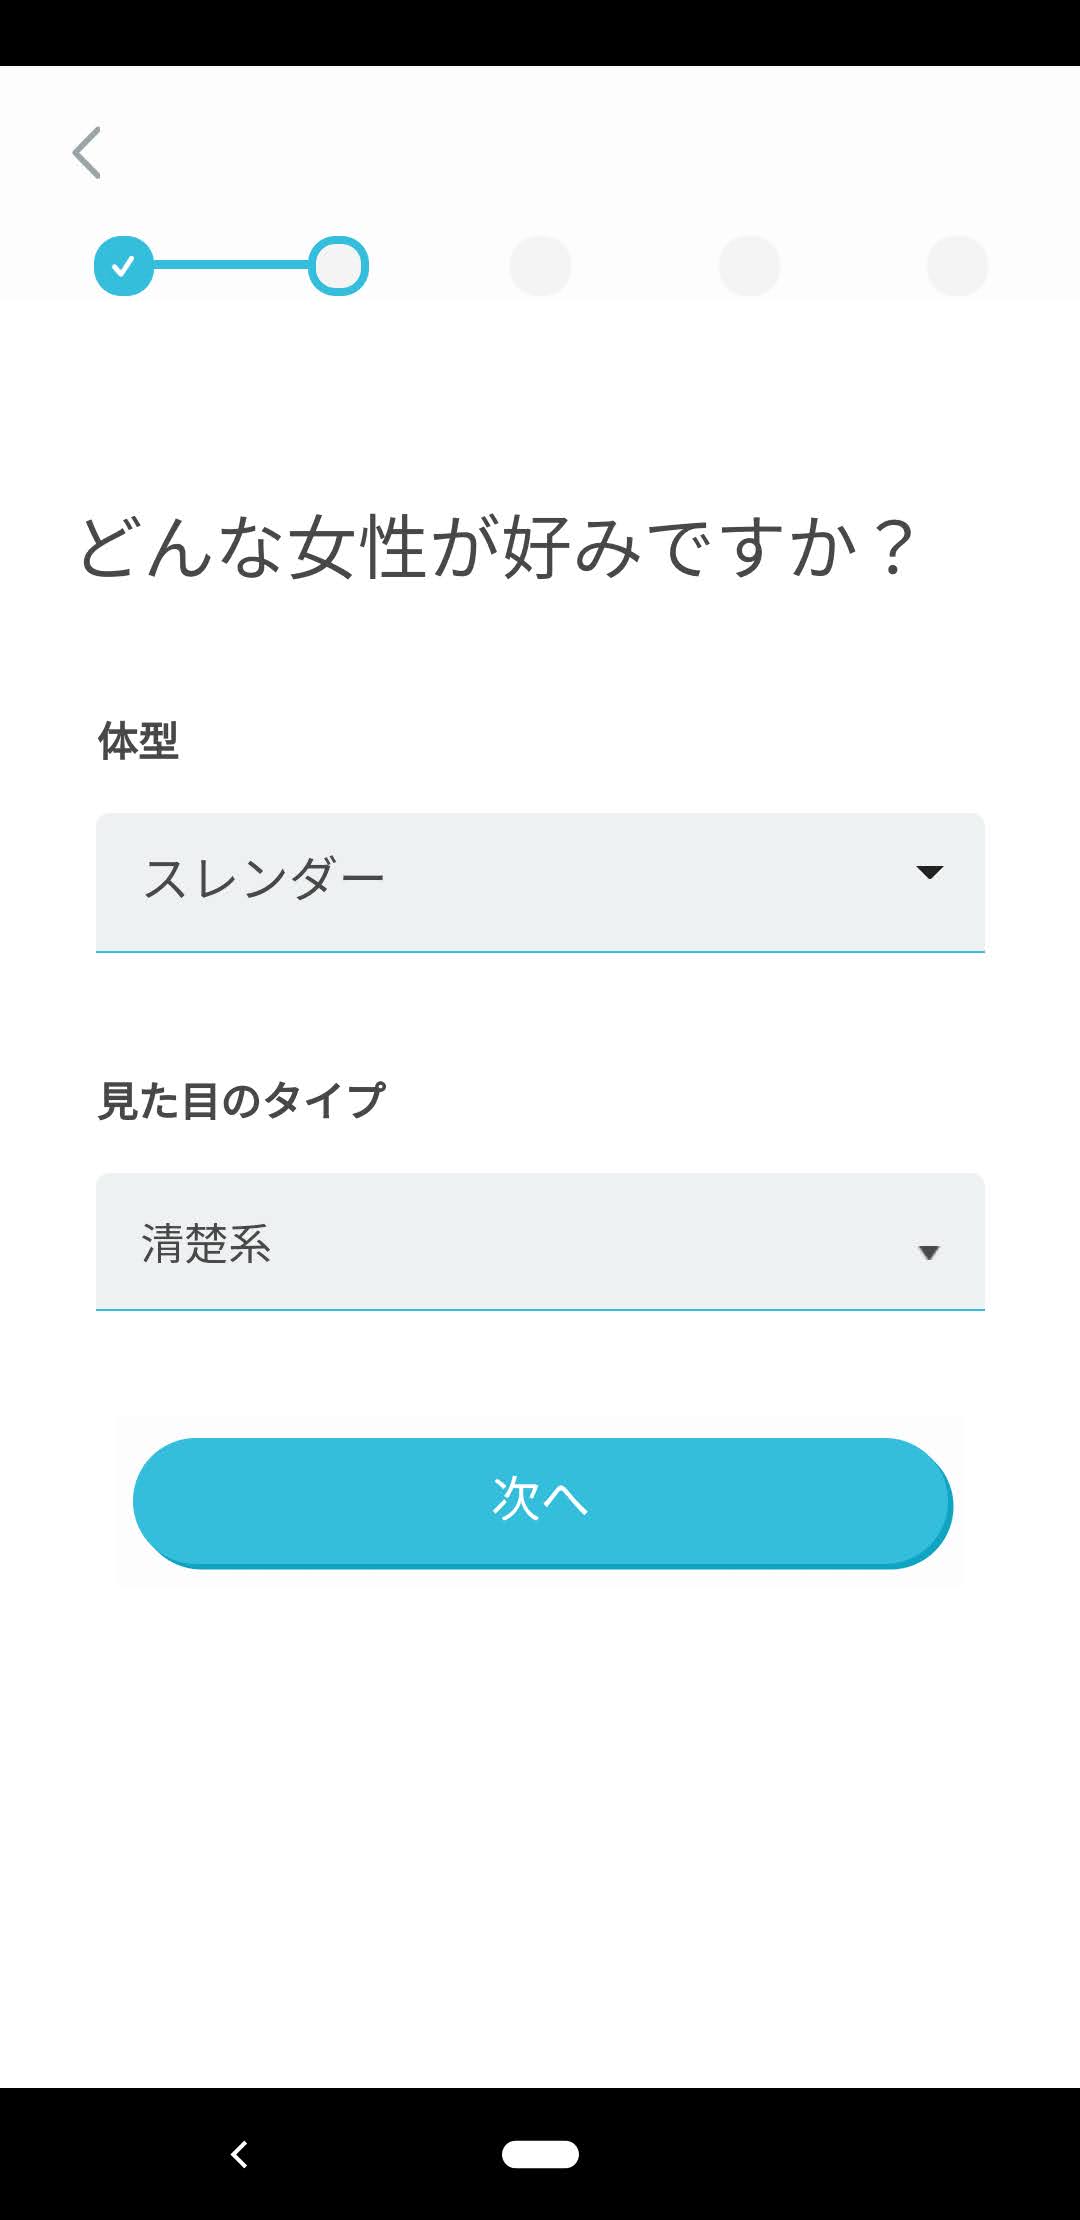 どんな女性が好みですか？
体型
スレンダー
見た目のタイプ
清楚系
次へ